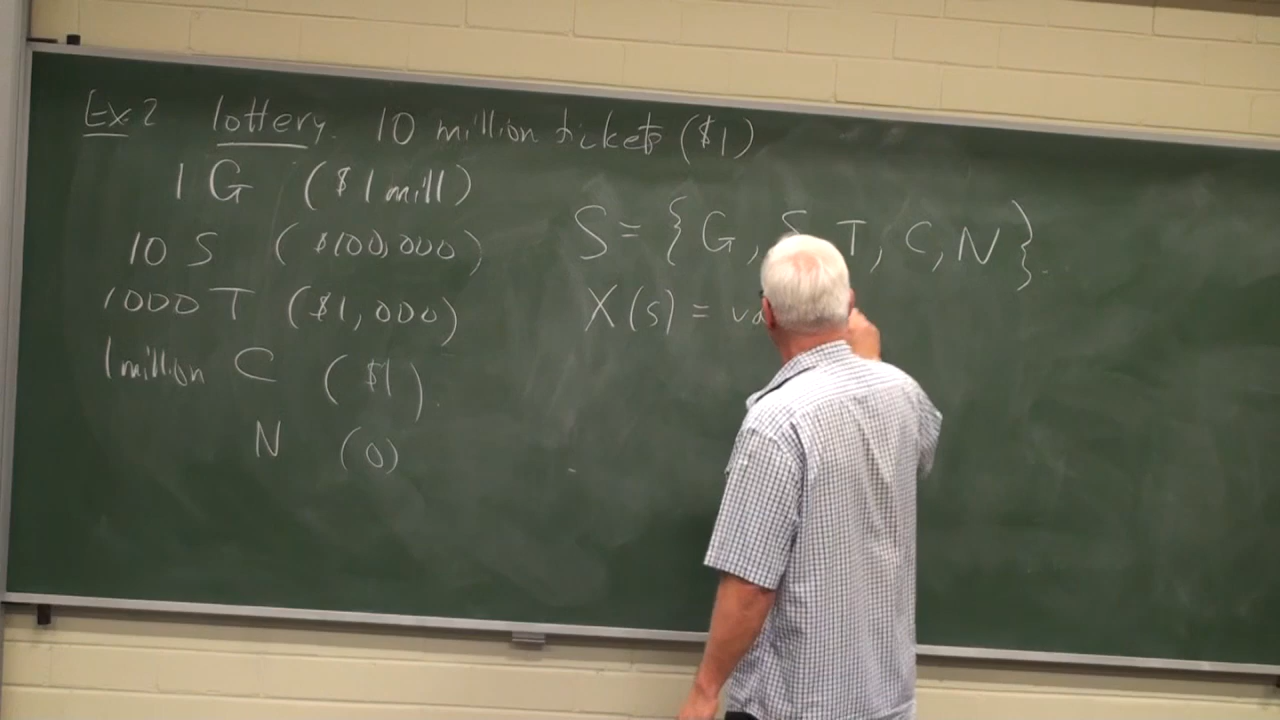 Ex 2 lottery. 10 million tickets ($1)
1 G ($1 mill)
10 S ($100,000)
1000 T ($1,000)
1 million C ($1).
N (0)
S = { G, S T, C, N }.
X(s) = va